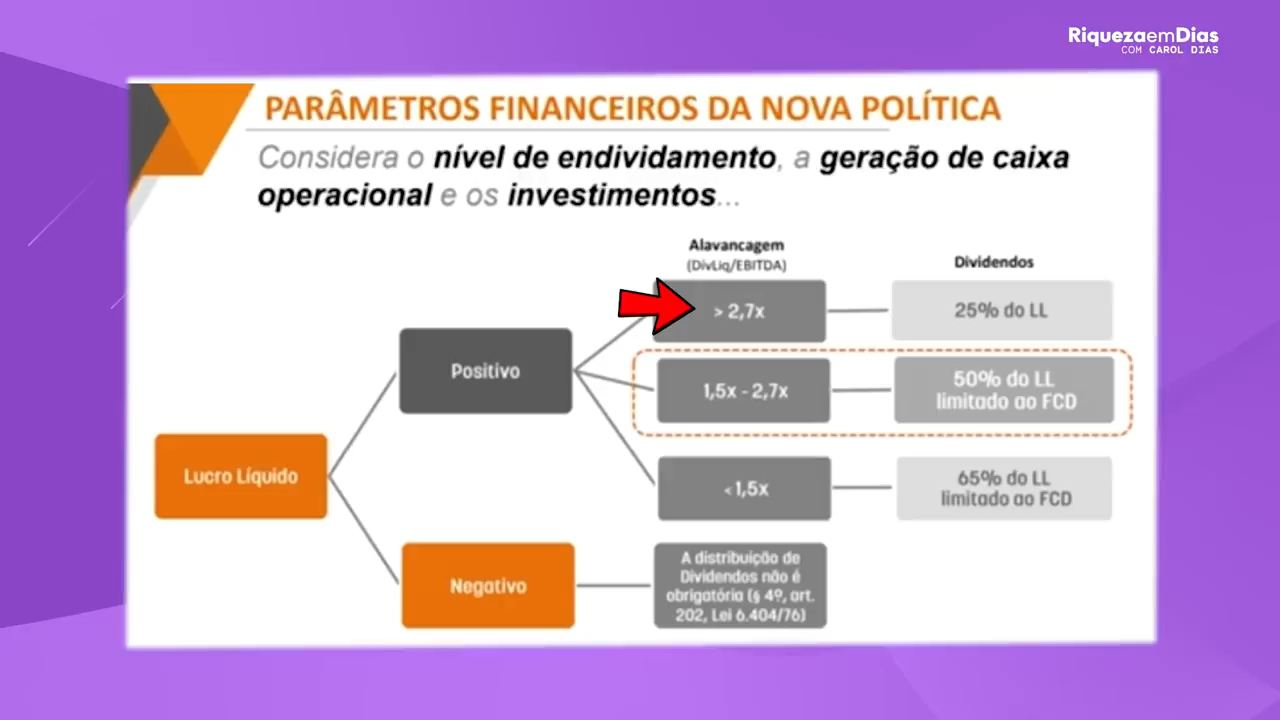 RiquezaemDias
COM CAROL DIAS
PARÂMETROS FINANCEIROS DA NOVA POLÍTICA
Considera o nível de endividamento, a geração de caixa
operacional e os investimentos...
Alavancagem
(DivLiq/EBITDA)
Dividendos
> 2,7x
25% do LL
Positivo
1,5x - 2,7x
50% do LL
limitado ao FCD
Lucro Líquido
<1,5x
65% do LL
limitado ao FCD
Negativo
A distribuição de
Dividendos não é
obrigatória (§ 4º, art.
202, Lei 6.404/76)